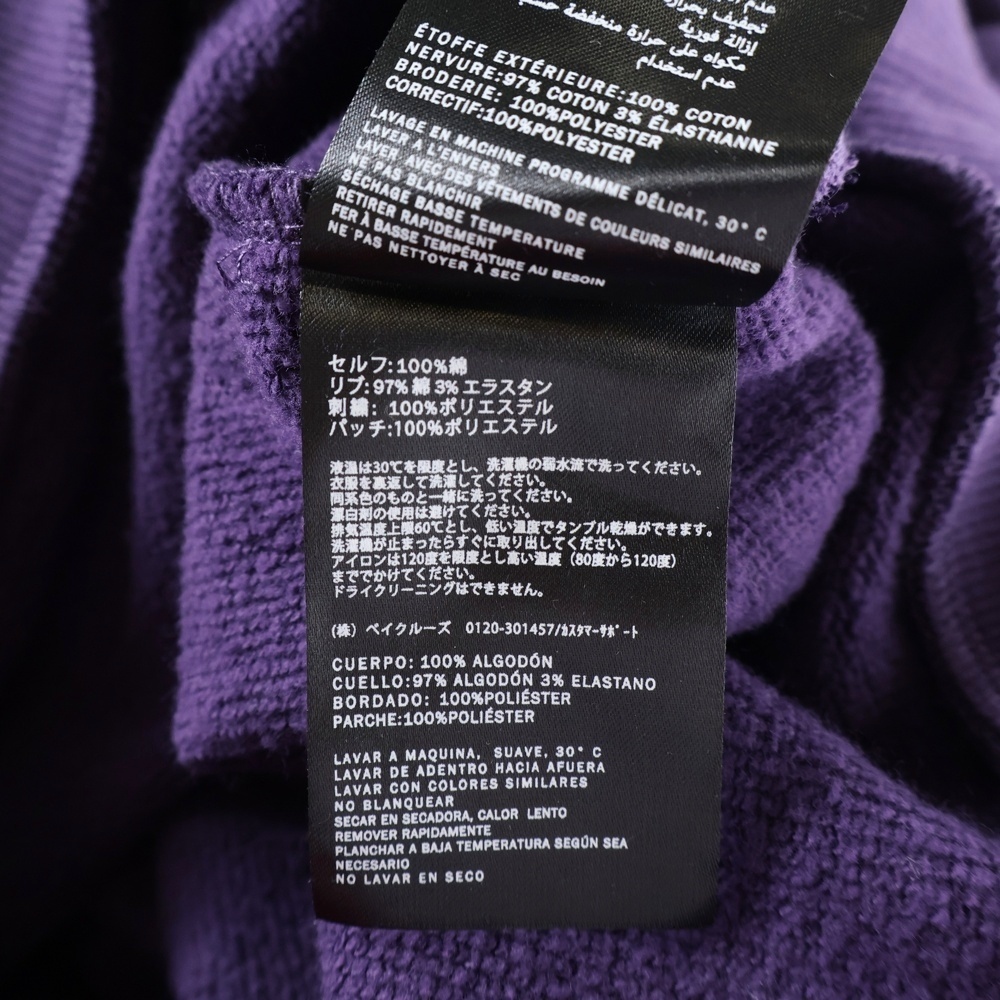 تجفيف بحرارة
إزالة فورية
مكواه على حرارة منخفضة حسب
عدم استخدام
ÉTOFFE EXTÉRIEURE:100% COTON
NERVURE:97% COTON 3% ÉLASTHANNE
BRODERIE: 100%POLYESTER
CORRECTIF:100%POLYESTER
LAVAGE EN MACHINE PROGRAMME DÉLICAT, 30° C
LAVER A L'ENVERS
LAVER AVEC DES VÊTEMENTS DE COULEURS SIMILAIRES
NE PAS BLANCHIR
SÉCHAGE BASSE TEMPERATURE
RETIRER RAPIDEMENT
FER À BASSE TEMPÉRATURE AU BESOIN
NE PAS NETTOYER À SEC
セルフ:100%綿
リブ:97%綿3%エラスタン
刺繍: 100%ポリエステル
パッチ:100%ポリエステル
液温は30℃を限度とし、洗濯機の弱水流で洗ってください。
衣服を裏返して洗濯してください。
同系色のものと一緒に洗ってください。
漂白剤の使用は避けてください。
排気温度上限60℃とし、低い温度でタンブル乾燥ができます。
洗濯機が止まったらすぐに取り出してください。
アイロンは120度を限度とし高い温度（80度から120度）
まででかけてください。
ドライクリーニングはできません。
(株) ベイクルーズ 0120-301457/ｶｽﾀﾏｰｻﾎﾟｰﾄ
CUERPO: 100% ALGODÓN
CUELLO:97% ALGODÓN 3% ELASTANO
BORDADO: 100%POLIÉSTER
PARCHE:100%POLIÉSTER
LAVAR A MAQUINA, SUAVE, 30° C
LAVAR DE ADENTRO HACIA AFUERA
LAVAR CON COLORES SIMILARES
NO BLANQUEAR
SECAR EN SECADORA, CALOR LENTO
REMOVER RAPIDAMENTE
PLANCHAR A BAJA TEMPERATURA SEGÚN SEA
NECESARIO
NO LAVAR EN SECO